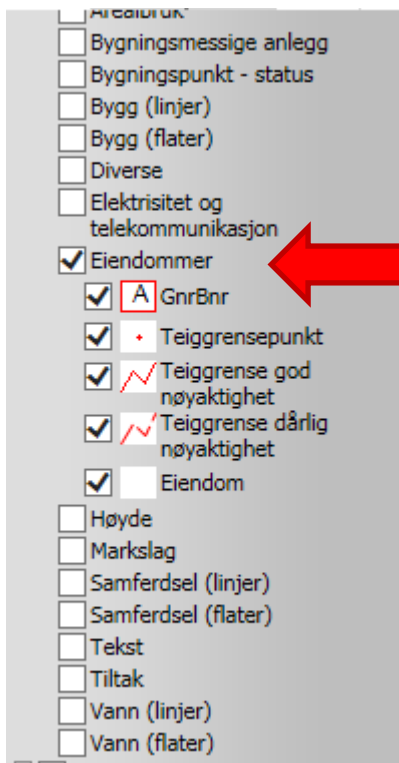 Arealbruk
Bygningsmessige anlegg
Bygningspunkt - status
Bygg (linjer)
Bygg (flater)
Diverse
Elektrisitet og
telekommunikasjon
Eiendommer
A GnrBnr
Teiggrensepunkt
Teiggrense god
nøyaktighet
Teiggrense dårlig
nøyaktighet
Eiendom
Høyde
Markslag
Samferdsel (linjer)
Samferdsel (flater)
Tekst
Tiltak
Vann (linjer)
Vann (flater)